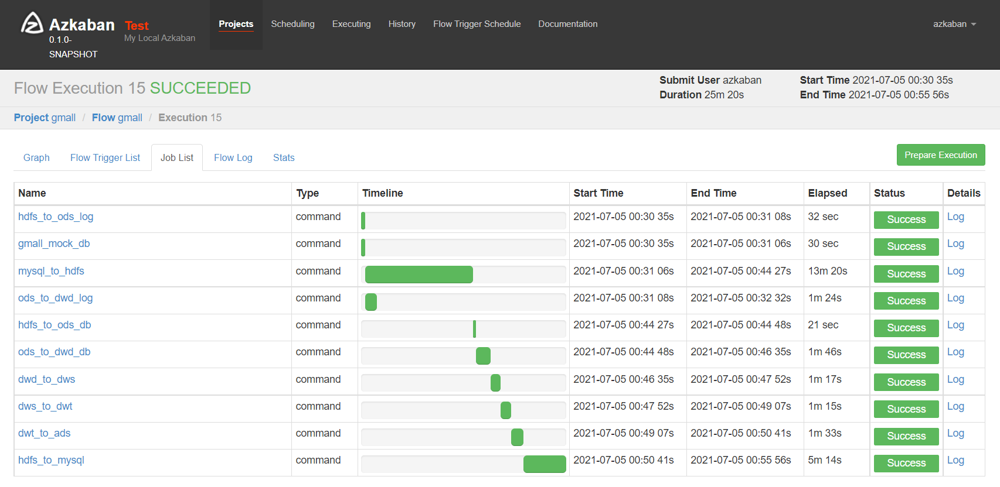 Azkaban Test
0.1.0-
SNAPSHOT
My Local Azkaban
Projects Scheduling Executing History Flow Trigger Schedule Documentation azkaban
Flow Execution 15 SUCCEEDED
Submit User azkaban Start Time 2021-07-05 00:30 35s
Duration 25m 20s End Time 2021-07-05 00:55 56s
Project gmall / Flow gmall / Execution 15
Graph Flow Trigger List Job List Flow Log Stats Prepare Execution
Name Type Timeline Start Time End Time Elapsed Status Details
hdfs_to_ods_log command 2021-07-05 00:30 35s 2021-07-05 00:31 08s 32 sec Success Log
gmall_mock_db command 2021-07-05 00:30 35s 2021-07-05 00:31 06s 30 sec Success Log
mysql_to_hdfs command 2021-07-05 00:31 06s 2021-07-05 00:44 27s 13m 20s Success Log
ods_to_dwd_log command 2021-07-05 00:31 08s 2021-07-05 00:32 32s 1m 24s Success Log
hdfs_to_ods_db command 2021-07-05 00:44 27s 2021-07-05 00:44 48s 21 sec Success Log
ods_to_dwd_db command 2021-07-05 00:44 48s 2021-07-05 00:46 35s 1m 46s Success Log
dwd_to_dws command 2021-07-05 00:46 35s 2021-07-05 00:47 52s 1m 17s Success Log
dws_to_dwt command 2021-07-05 00:47 52s 2021-07-05 00:49 07s 1m 15s Success Log
dwt_to_ads command 2021-07-05 00:49 07s 2021-07-05 00:50 41s 1m 33s Success Log
hdfs_to_mysql command 2021-07-05 00:50 41s 2021-07-05 00:55 56s 5m 14s Success Log